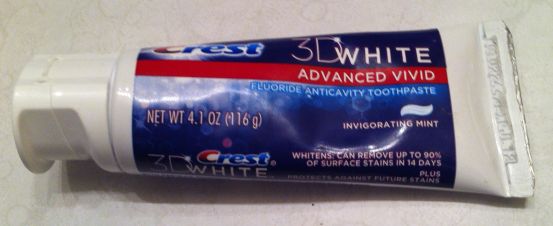 Crest 3D WHITE
ADVANCED VIVID
FLUORIDE ANTICAVITY TOOTHPASTE
NET WT 4.1 OZ (116 g)
INVIGORATING MINT
3D Crest®
WHITE
WHITENS: CAN REMOVE UP TO 90%
OF SURFACE STAINS IN 14 DAYS
PLUS
PROTECTS AGAINST FUTURE STAINS